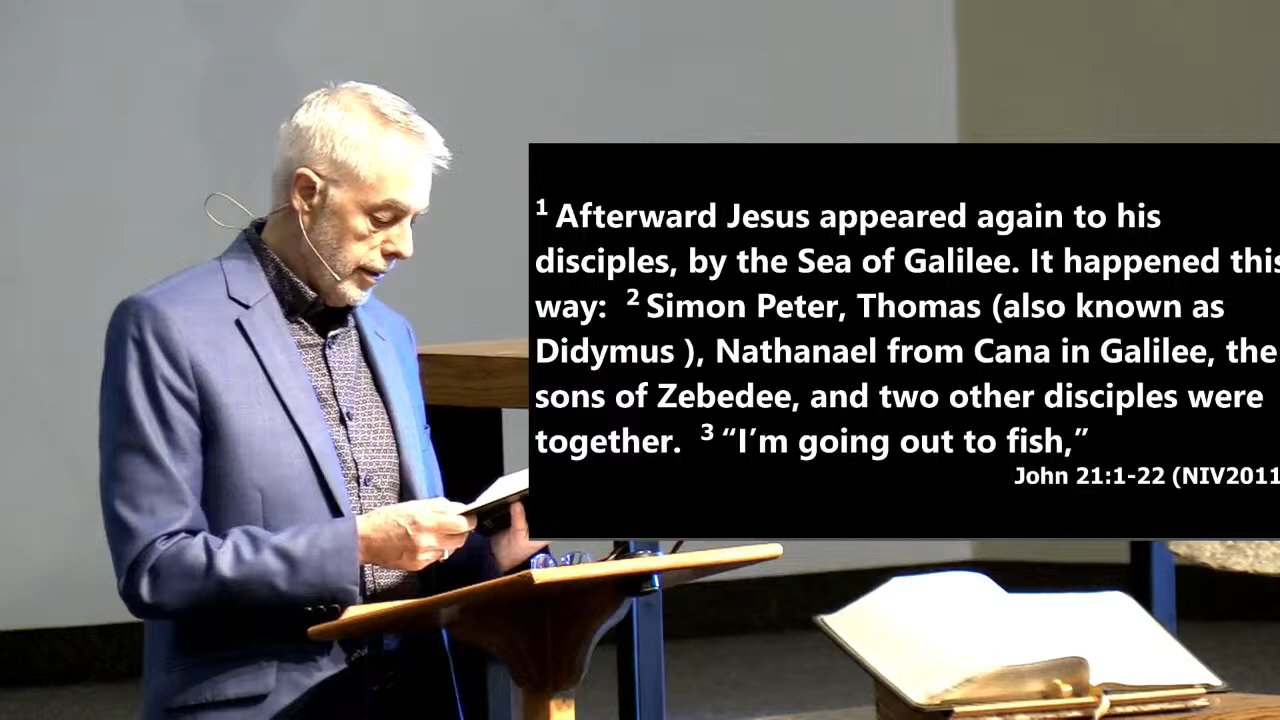 1 Afterward Jesus appeared again to his
disciples, by the Sea of Galilee. It happened this
way: 2 Simon Peter, Thomas (also known as
Didymus ), Nathanael from Cana in Galilee, the
sons of Zebedee, and two other disciples were
together. 3 “I’m going out to fish,”
John 21:1-22 (NIV2011